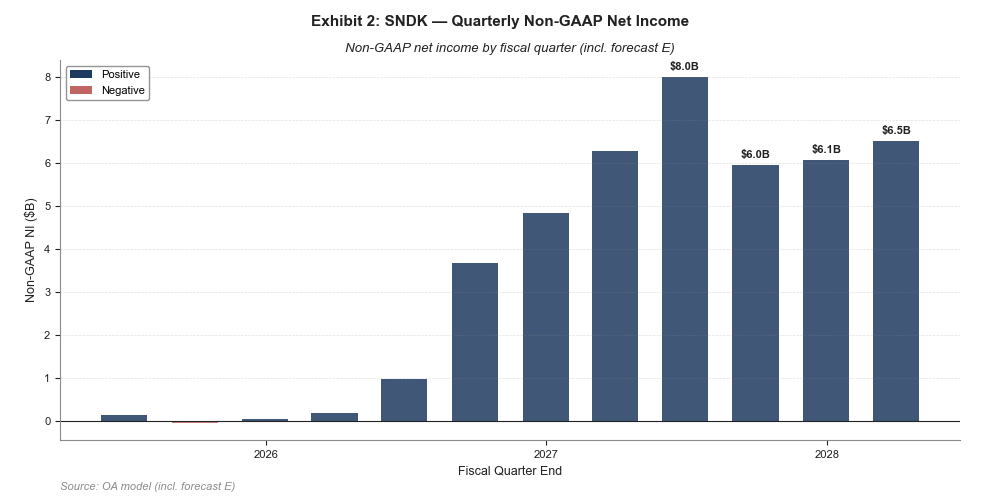 Exhibit 2: SNDK — Quarterly Non-GAAP Net Income
Non-GAAP net income by fiscal quarter (incl. forecast E)
Positive
Negative
$8.0B
$6.0B
$6.1B
$6.5B
8
7
6
5
4
3
2
1
0
Non-GAAP NI ($B)
2026
2027
2028
Fiscal Quarter End
Source: OA model (incl. forecast E)